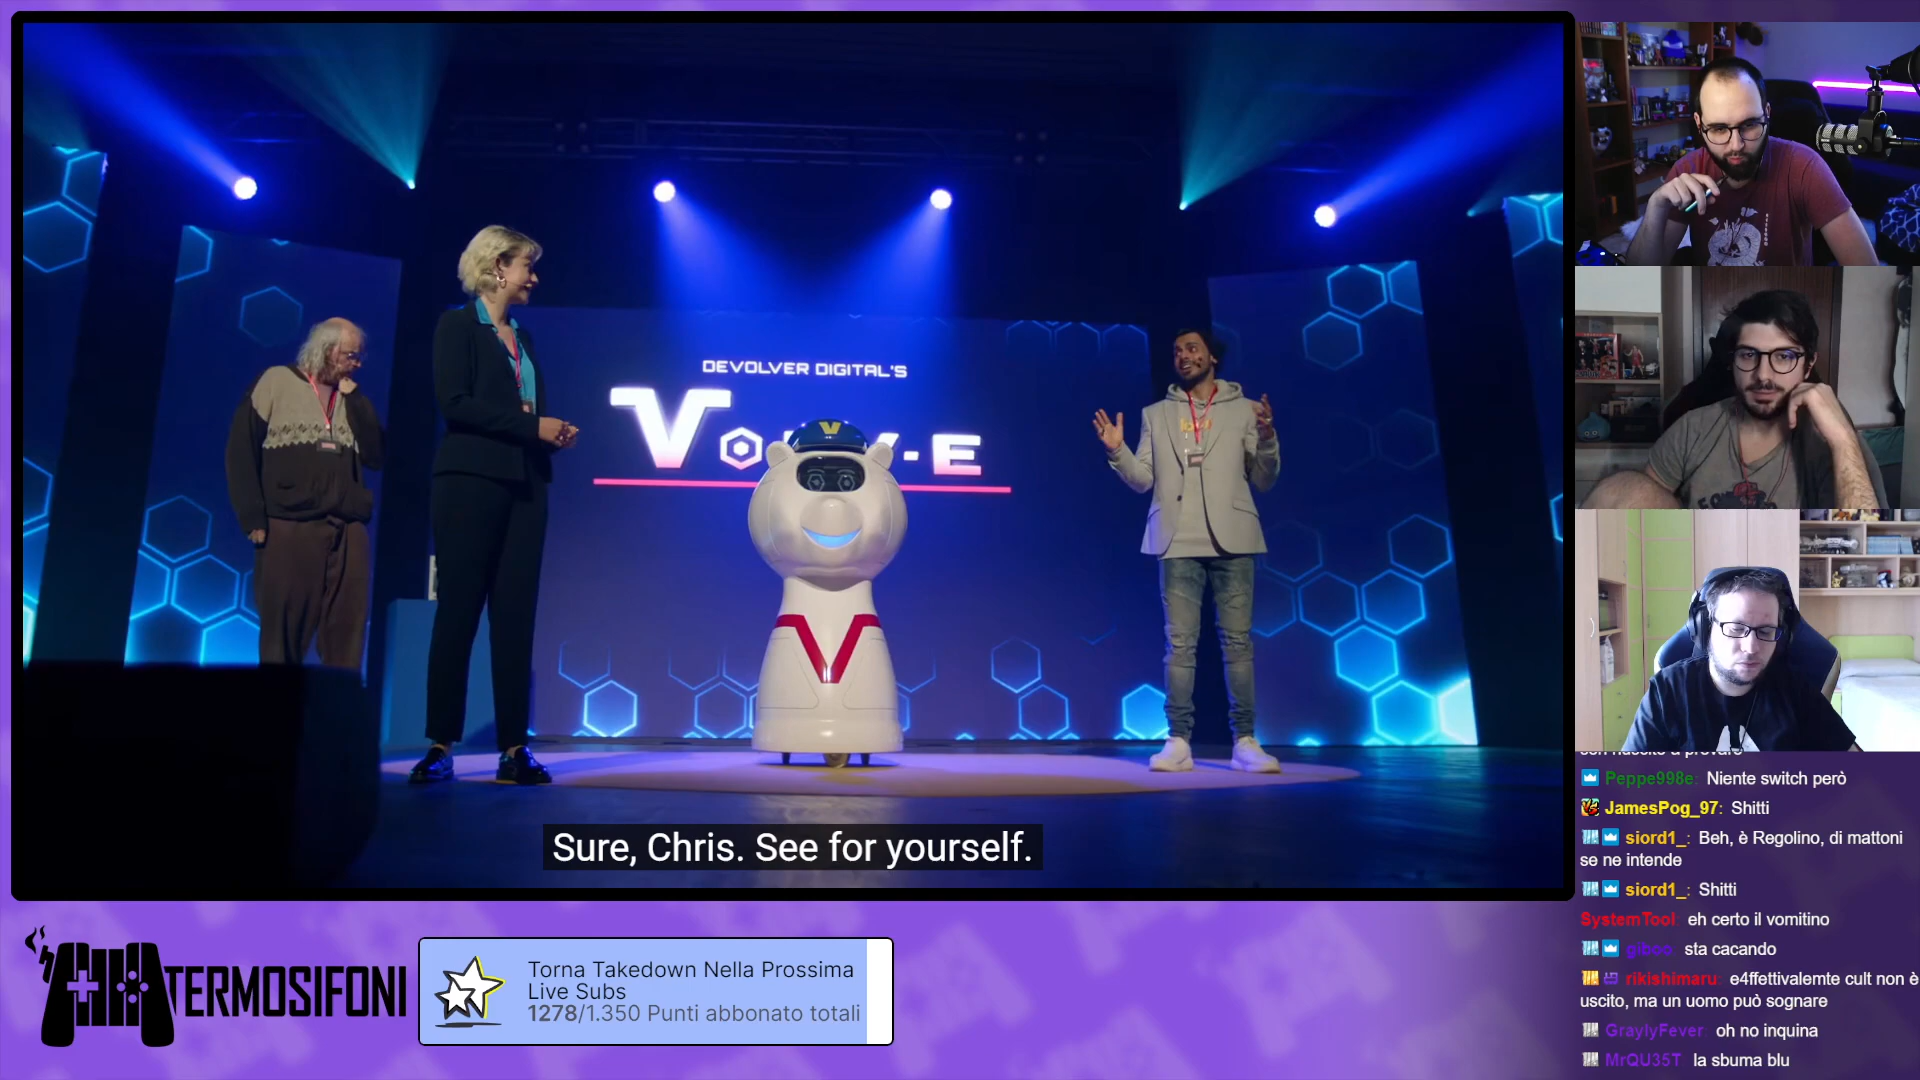 DEVOLVER DIGITAL'S
V
V
Sure, Chris. See for yourself.
TERMOSIFONI
Torna Takedown Nella Prossima
Live Subs
1278/1.350 Punti abbonato totali
Peppe998e: Niente switch però
JamesPog_97: Shitti
siord1_: Beh, è Regolino, di mattoni
se ne intende
siord1_: Shitti
SystemTool: eh certo il vomitino
giboo: sta cacando
rikishimaru: e4ffettivalemte cult non è
uscito, ma un uomo può sognare
GraylyFever: oh no inquina
MrQU35T: la sbuma blu